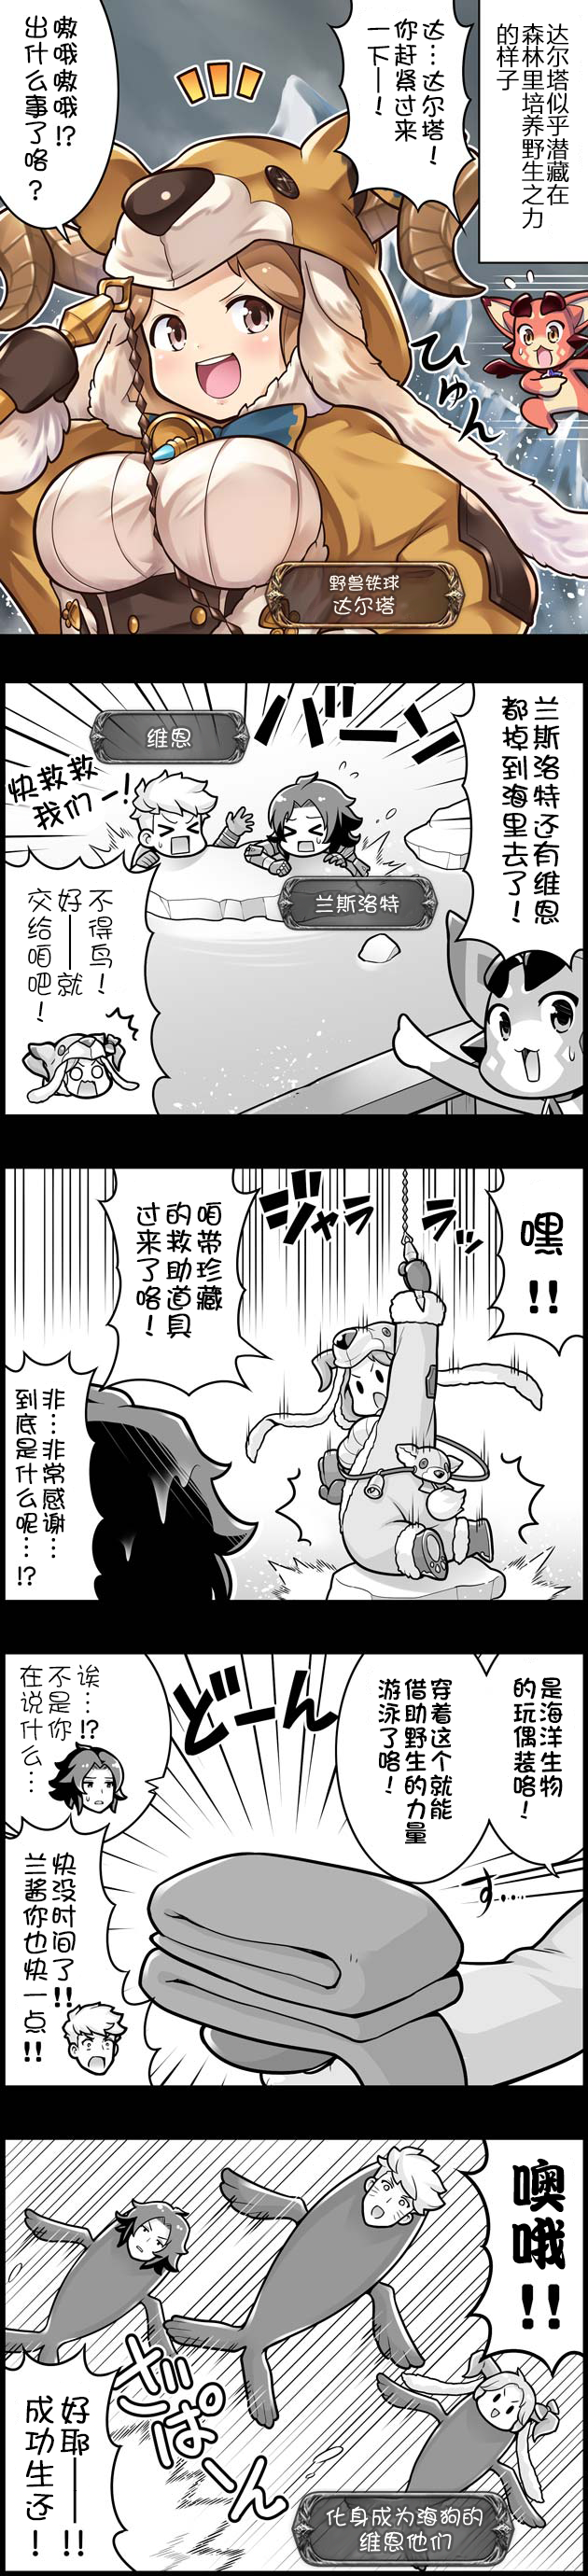 达尔塔似乎潜藏在
森林里培养野生之力
的样子
达…达尔塔！
你赶紧过来
一下—！
嗷哦嗷哦!?
出什么事了咯？
ひゅん
野兽铁球
达尔塔
兰斯洛特还有维恩
都掉到海里去了！
バーン
维恩
快救救
我们—！
兰斯洛特
不得鸟！
好——就
交给咱吧！
嘿!!
ジャララッ
咱带珍藏
的救助道具
过来了咯！
非…非常感谢…
到底是什么呢…!?
是海洋生物
的玩偶装咯！
穿着这个就能
借助野生的力量
游泳了咯！
す……
どーん
诶…!?
不是你
在说什么…
快没时间了!!
兰酱你也快一点!!
噢哦!!
ざぱーん
好耶——!!
成功生还！
化身成为海狗的
维恩他们